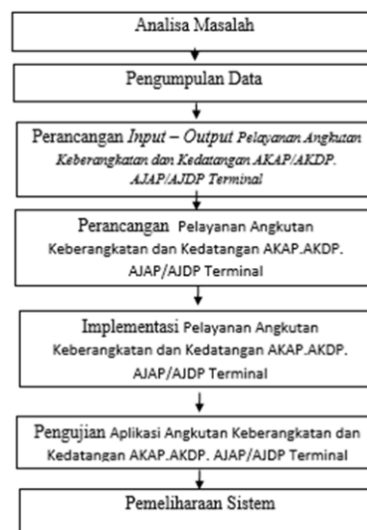 Analisa Masalah
Pengumpulan Data
Perancangan Input – Output Pelayanan Angkutan
Keberangkatan dan Kedatangan AKAP/AKDP.
AJAP/AJDP Terminal
Perancangan Pelayanan Angkutan
Keberangkatan dan Kedatangan AKAP.AKDP.
AJAP/AJDP Terminal
Implementasi Pelayanan Angkutan
Keberangkatan dan Kedatangan AKAP.AKDP.
AJAP/AJDP Terminal
Pengujian Aplikasi Angkutan Keberangkatan dan
Kedatangan AKAP.AKDP. AJAP/AJDP Terminal
Pemeliharaan Sistem